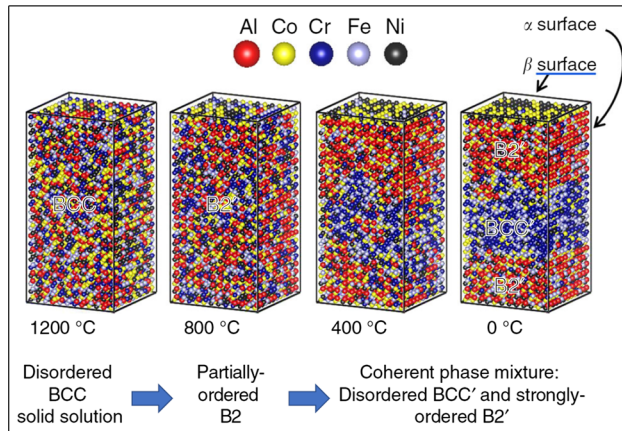 Al Co Cr Fe Ni
α surface
β surface
BCC
B2
B2′
BCC
B2′
1200 °C 800 °C 400 °C 0 °C
Disordered
BCC
solid solution
Partially-
ordered
B2
Coherent phase mixture:
Disordered BCC′ and strongly-
ordered B2′